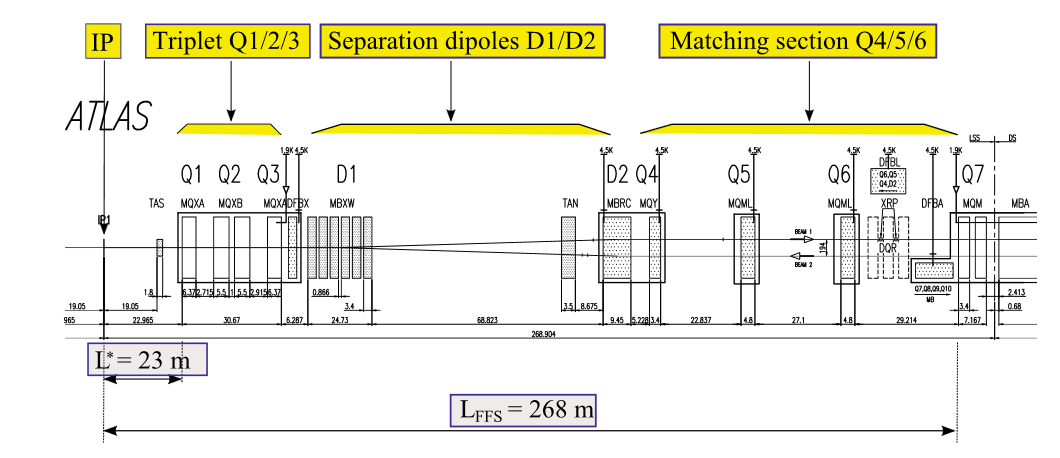 IP
Triplet Q1/2/3
Separation dipoles D1/D2
Matching section Q4/5/6
ATLAS
LSS
DS
1.9K
4.5K
4.5K
4.5K
4.5K
4.5K
4.5K
4.5K
1.9K
DFBL
Q6,Q5
Q4,D2
Q1
Q2
Q3
D1
D2
Q4
Q5
Q6
Q7
TAS
MQXA
MQXB
MQXA
DFBX
MBXW
TAN
MBRC
MQY
MQML
MQML
XRP
DFBA
MQM
MBA
IP1
BEAM 1
194
BEAM 2
DQR
Q7,Q8,Q9,Q10
MB
1.8
6.37
2.715
5.5
1
5.5
2.915
6.37
0.866
3.4
19.05
19.05
3.5
8.675
3.4
2.413
0.68
965
22.965
30.67
6.287
24.73
68.823
9.45
5.228
3.4
22.837
4.8
27.1
4.8
29.214
7.167
268.904
L* = 23 m
LFFS = 268 m